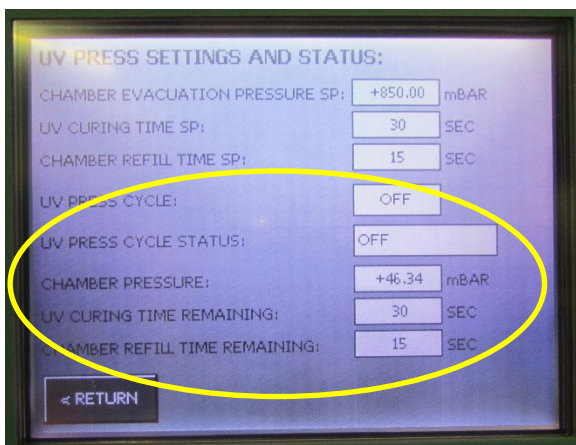 UV PRESS SETTINGS AND STATUS:
CHAMBER EVACUATION PRESSURE SP: +850.00 mBAR
UV CURING TIME SP: 30 SEC
CHAMBER REFILL TIME SP: 15 SEC
UV PRESS CYCLE: OFF
UV PRESS CYCLE STATUS: OFF
CHAMBER PRESSURE: +46.34 mBAR
UV CURING TIME REMAINING: 30 SEC
CHAMBER REFILL TIME REMAINING: 15 SEC
< RETURN